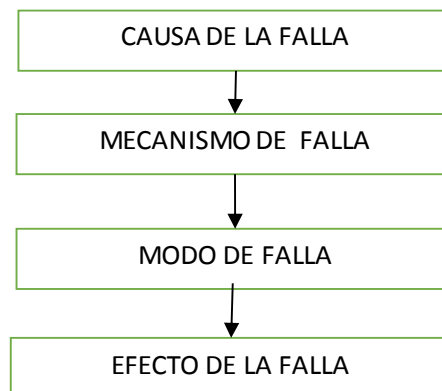 CAUSA DE LA FALLA
MECANISMO DE FALLA
MODO DE FALLA
EFECTO DE LA FALLA